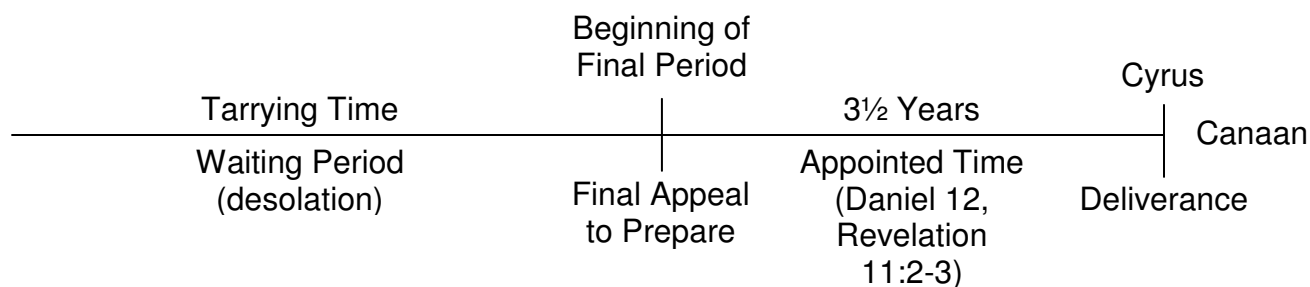 Beginning of
Final Period
Cyrus
Tarrying Time
3½ Years
Canaan
Waiting Period
(desolation)
Final Appeal
to Prepare
Appointed Time
(Daniel 12,
Revelation
11:2-3)
Deliverance